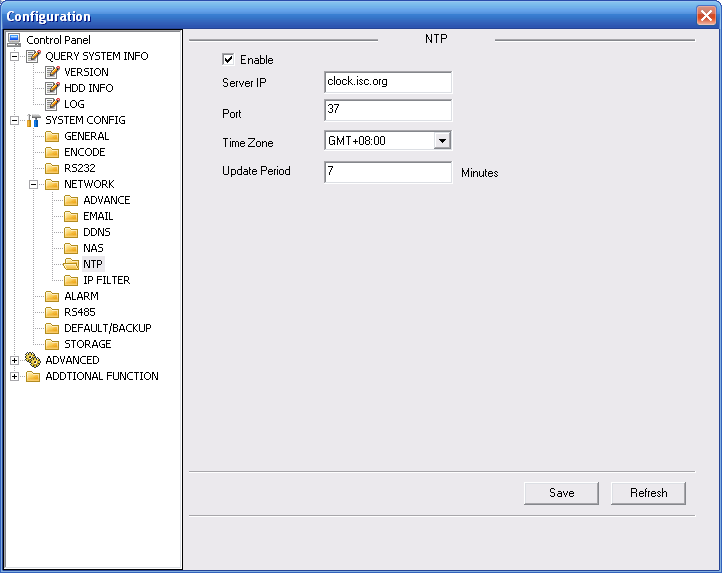 Configuration
Control Panel
QUERY SYSTEM INFO
VERSION
HDD INFO
LOG
SYSTEM CONFIG
GENERAL
ENCODE
RS232
NETWORK
ADVANCE
EMAIL
DDNS
NAS
NTP
IP FILTER
ALARM
RS485
DEFAULT/BACKUP
STORAGE
ADVANCED
ADDTIONAL FUNCTION
NTP
Enable
Server IP clock.isc.org
Port 37
Time Zone GMT+08:00
Update Period 7 Minutes
Save Refresh